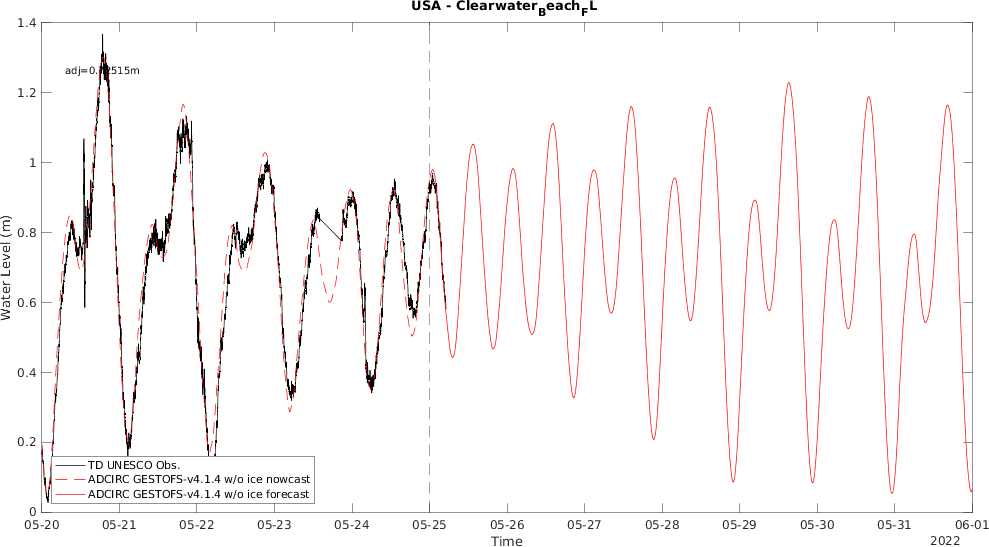 USA - Clearwater_Beach_FL
1.4
1.2
1
0.8
0.6
0.4
0.2
0
Water Level (m)
TD UNESCO Obs.
ADCIRC GESTOFS-v4.1.4 w/o ice nowcast
ADCIRC GESTOFS-v4.1.4 w/o ice forecast
05-20 05-21 05-22 05-23 05-24 05-25 05-26 05-27 05-28 05-29 05-30 05-31 06-01
Time
2022